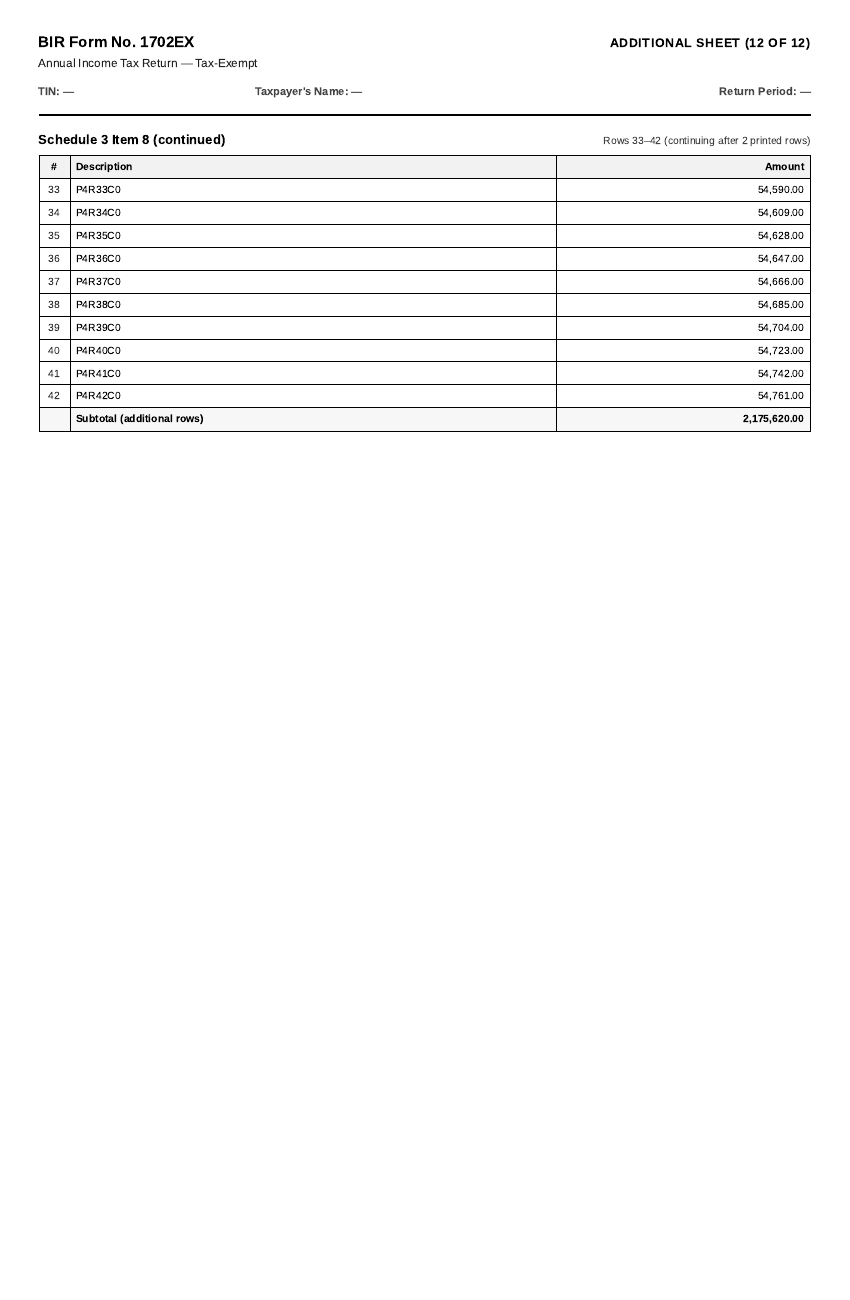 BIR Form No. 1702EX
ADDITIONAL SHEET (12 OF 12)
Annual Income Tax Return — Tax-Exempt
TIN: — Taxpayer's Name: — Return Period: —
Schedule 3 Item 8 (continued)
Rows 33–42 (continuing after 2 printed rows)
# Description Amount
33 P4R33C0 54,590.00
34 P4R34C0 54,609.00
35 P4R35C0 54,628.00
36 P4R36C0 54,647.00
37 P4R37C0 54,666.00
38 P4R38C0 54,685.00
39 P4R39C0 54,704.00
40 P4R40C0 54,723.00
41 P4R41C0 54,742.00
42 P4R42C0 54,761.00
Subtotal (additional rows) 2,175,620.00